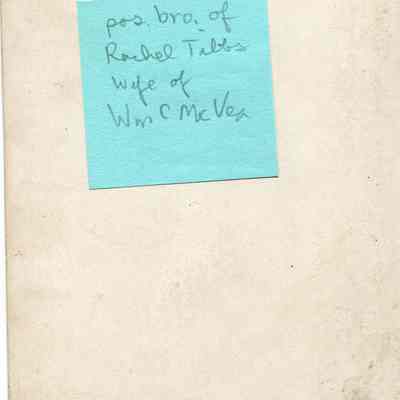 pos. bro. of
Rachel Tibbs
wife of
Wm C McVea